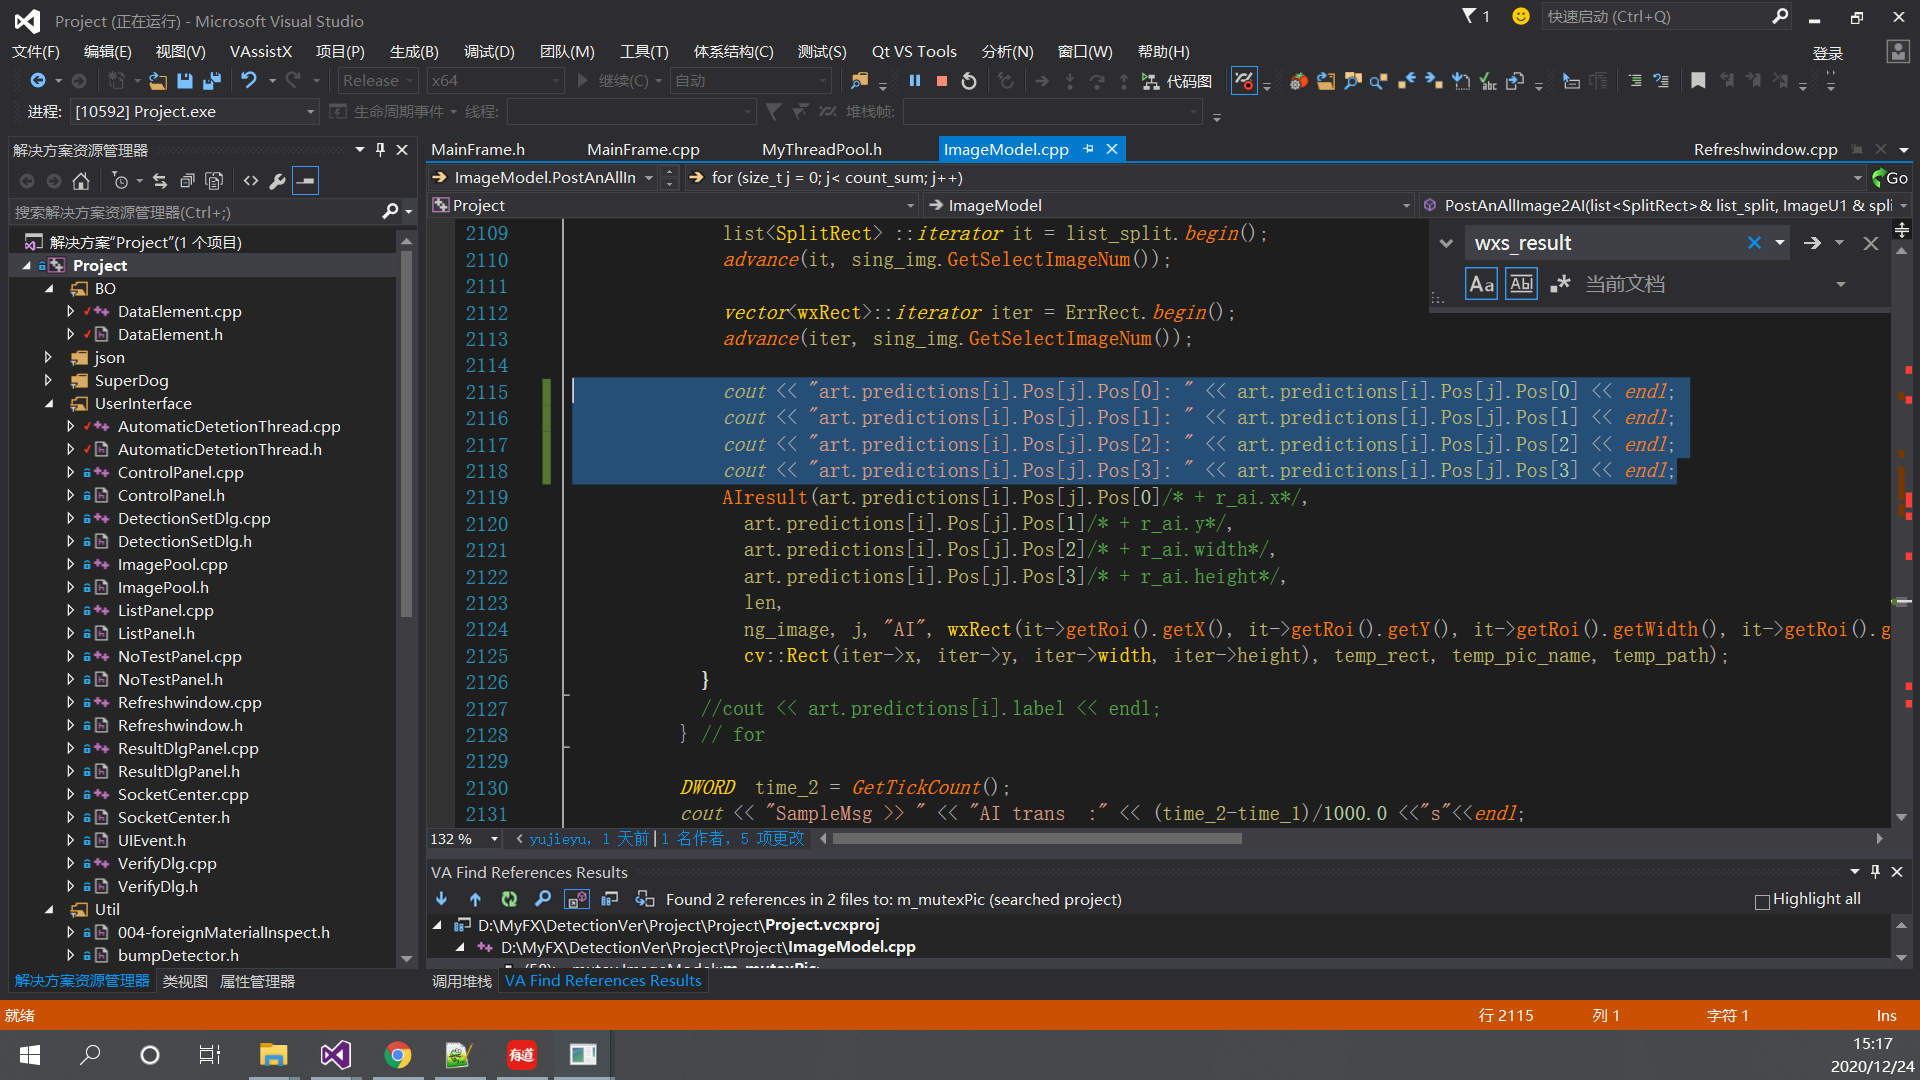 Project (正在运行) - Microsoft Visual Studio
1
快速启动 (Ctrl+Q)
文件(F) 编辑(E) 视图(V) VAssistX 项目(P) 生成(B) 调试(D) 团队(M) 工具(T) 体系结构(C) 测试(S) Qt VS Tools 分析(N) 窗口(W) 帮助(H) 登录
Release x64 继续(C) 自动 代码图
进程: [10592] Project.exe 生命周期事件 线程: 堆栈帧:
解决方案资源管理器
搜索解决方案资源管理器(Ctrl+;)
解决方案"Project"(1 个项目)
Project
BO
DataElement.cpp
DataElement.h
json
SuperDog
UserInterface
AutomaticDetetionThread.cpp
AutomaticDetetionThread.h
ControlPanel.cpp
ControlPanel.h
DetectionSetDlg.cpp
DetectionSetDlg.h
ImagePool.cpp
ImagePool.h
ListPanel.cpp
ListPanel.h
NoTestPanel.cpp
NoTestPanel.h
Refreshwindow.cpp
Refreshwindow.h
ResultDlgPanel.cpp
ResultDlgPanel.h
SocketCenter.cpp
SocketCenter.h
UIEvent.h
VerifyDlg.cpp
VerifyDlg.h
Util
004-foreignMaterialInspect.h
bumpDetector.h
解决方案资源管理器 类视图 属性管理器
MainFrame.h MainFrame.cpp MyThreadPool.h ImageModel.cpp Refreshwindow.cpp
ImageModel.PostAnAllIn for (size_t j = 0; j< count_sum; j++) Go
Project ImageModel PostAnAllImage2AI(list<SplitRect>& list_split, ImageU1 & spli
wxs_result
Aa Abl .* 当前文档
2109 list<SplitRect> ::iterator it = list_split.begin();
2110 advance(it, sing_img.GetSelectImageNum());
2111
2112 vector<wxRect>::iterator iter = ErrRect.begin();
2113 advance(iter, sing_img.GetSelectImageNum());
2114
2115 cout << "art.predictions[i].Pos[j].Pos[0]: " << art.predictions[i].Pos[j].Pos[0] << endl;
2116 cout << "art.predictions[i].Pos[j].Pos[1]: " << art.predictions[i].Pos[j].Pos[1] << endl;
2117 cout << "art.predictions[i].Pos[j].Pos[2]: " << art.predictions[i].Pos[j].Pos[2] << endl;
2118 cout << "art.predictions[i].Pos[j].Pos[3]: " << art.predictions[i].Pos[j].Pos[3] << endl;
2119 AIresult(art.predictions[i].Pos[j].Pos[0]/* + r_ai.x*/,
2120 art.predictions[i].Pos[j].Pos[1]/* + r_ai.y*/,
2121 art.predictions[i].Pos[j].Pos[2]/* + r_ai.width*/,
2122 art.predictions[i].Pos[j].Pos[3]/* + r_ai.height*/,
2123 len,
2124 ng_image, j, "AI", wxRect(it->getRoi().getX(), it->getRoi().getY(), it->getRoi().getWidth(), it->getRoi().g
2125 cv::Rect(iter->x, iter->y, iter->width, iter->height), temp_rect, temp_pic_name, temp_path);
2126 }
2127 //cout << art.predictions[i].label << endl;
2128 } // for
2129
2130 DWORD time_2 = GetTickCount();
2131 cout << "SampleMsg >> " << "AI trans :" << (time_2-time_1)/1000.0 <<"s"<<endl;
132 % yujieyu, 1 天前 | 1 名作者, 5 项更改
VA Find References Results
Found 2 references in 2 files to: m_mutexPic (searched project) Highlight all
D:\MyFX\DetectionVer\Project\Project\Project.vcxproj
D:\MyFX\DetectionVer\Project\Project\ImageModel.cpp
调用堆栈 VA Find References Results
就绪 行 2115 列 1 字符 1 Ins
有道
15:17
2020/12/24